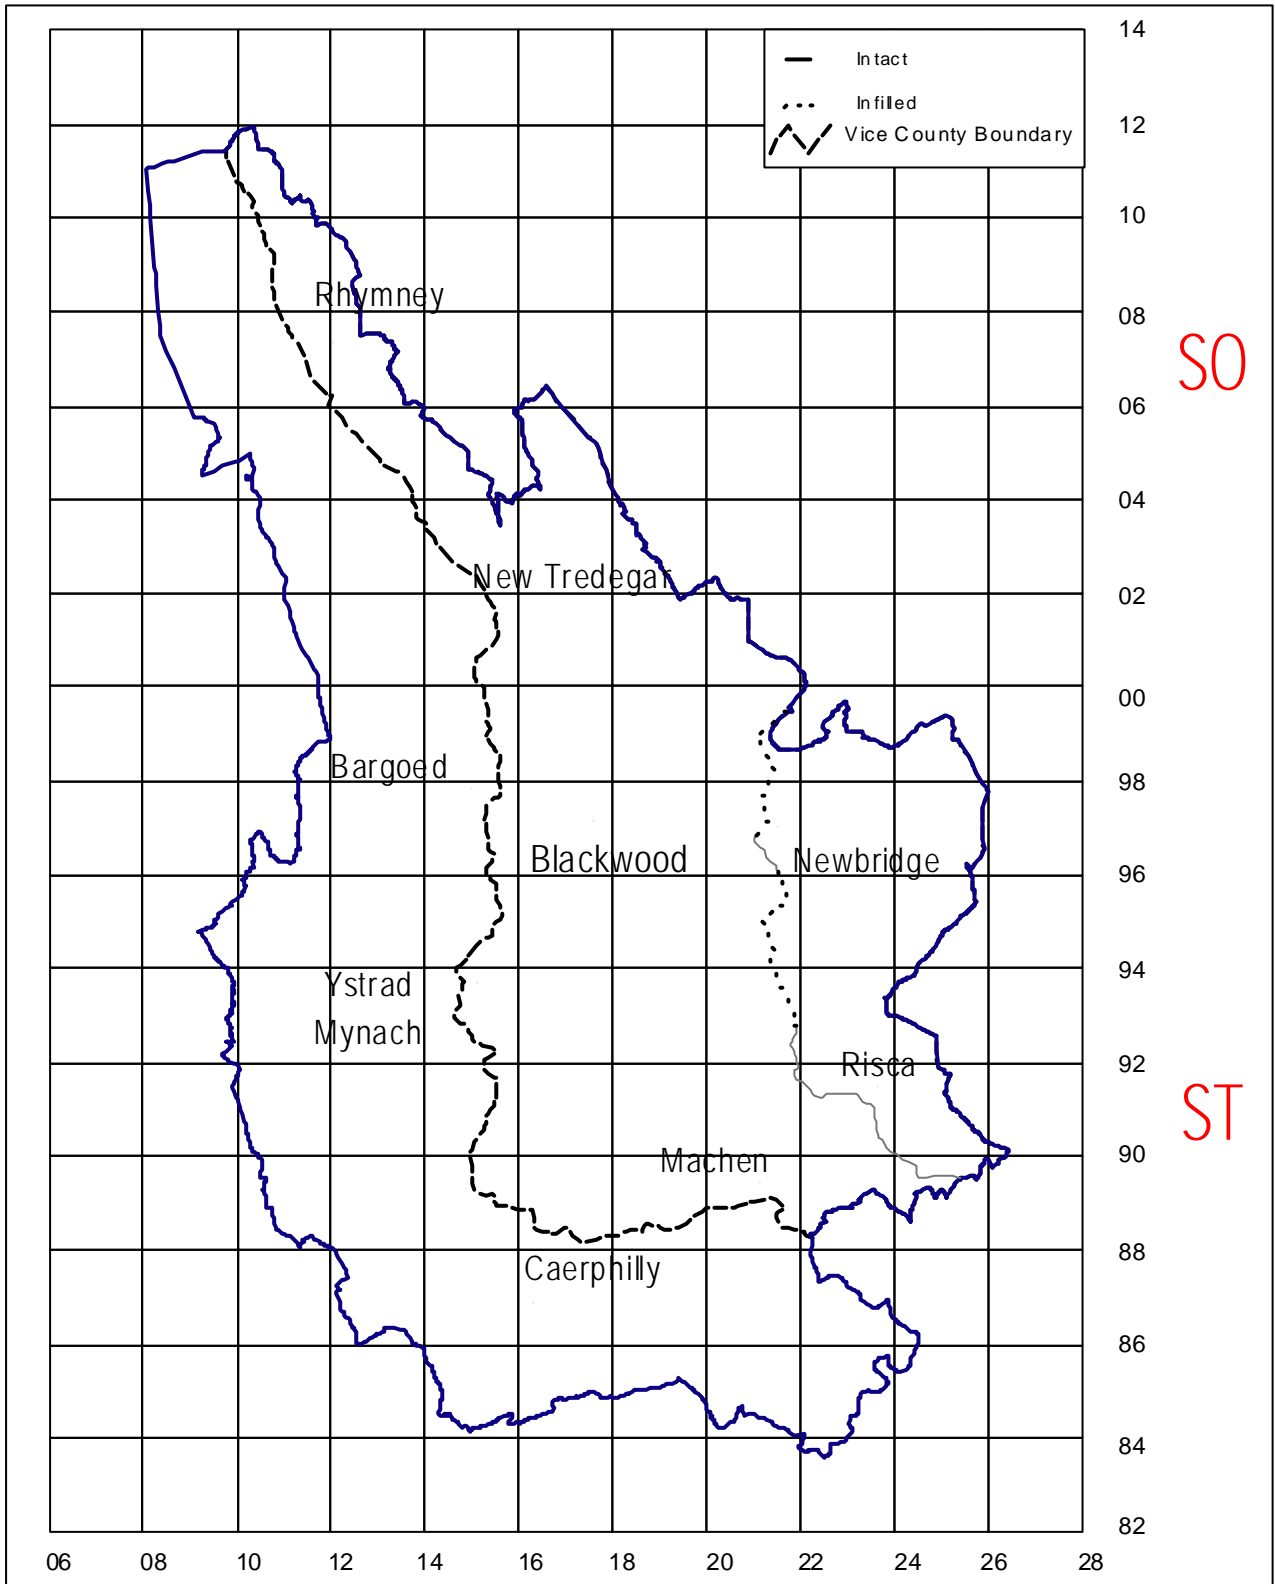 14
Intact
Infilled
Vice County Boundary
12
10
Rhymney
08
SO
06
04
New Tredegar
02
00
Bargoed
98
Blackwood
Newbridge
96
Ystrad
94
Mynach
Risca
92
ST
Machen
90
Caerphilly
88
86
84
82
06 08 10 12 14 16 18 20 22 24 26 28